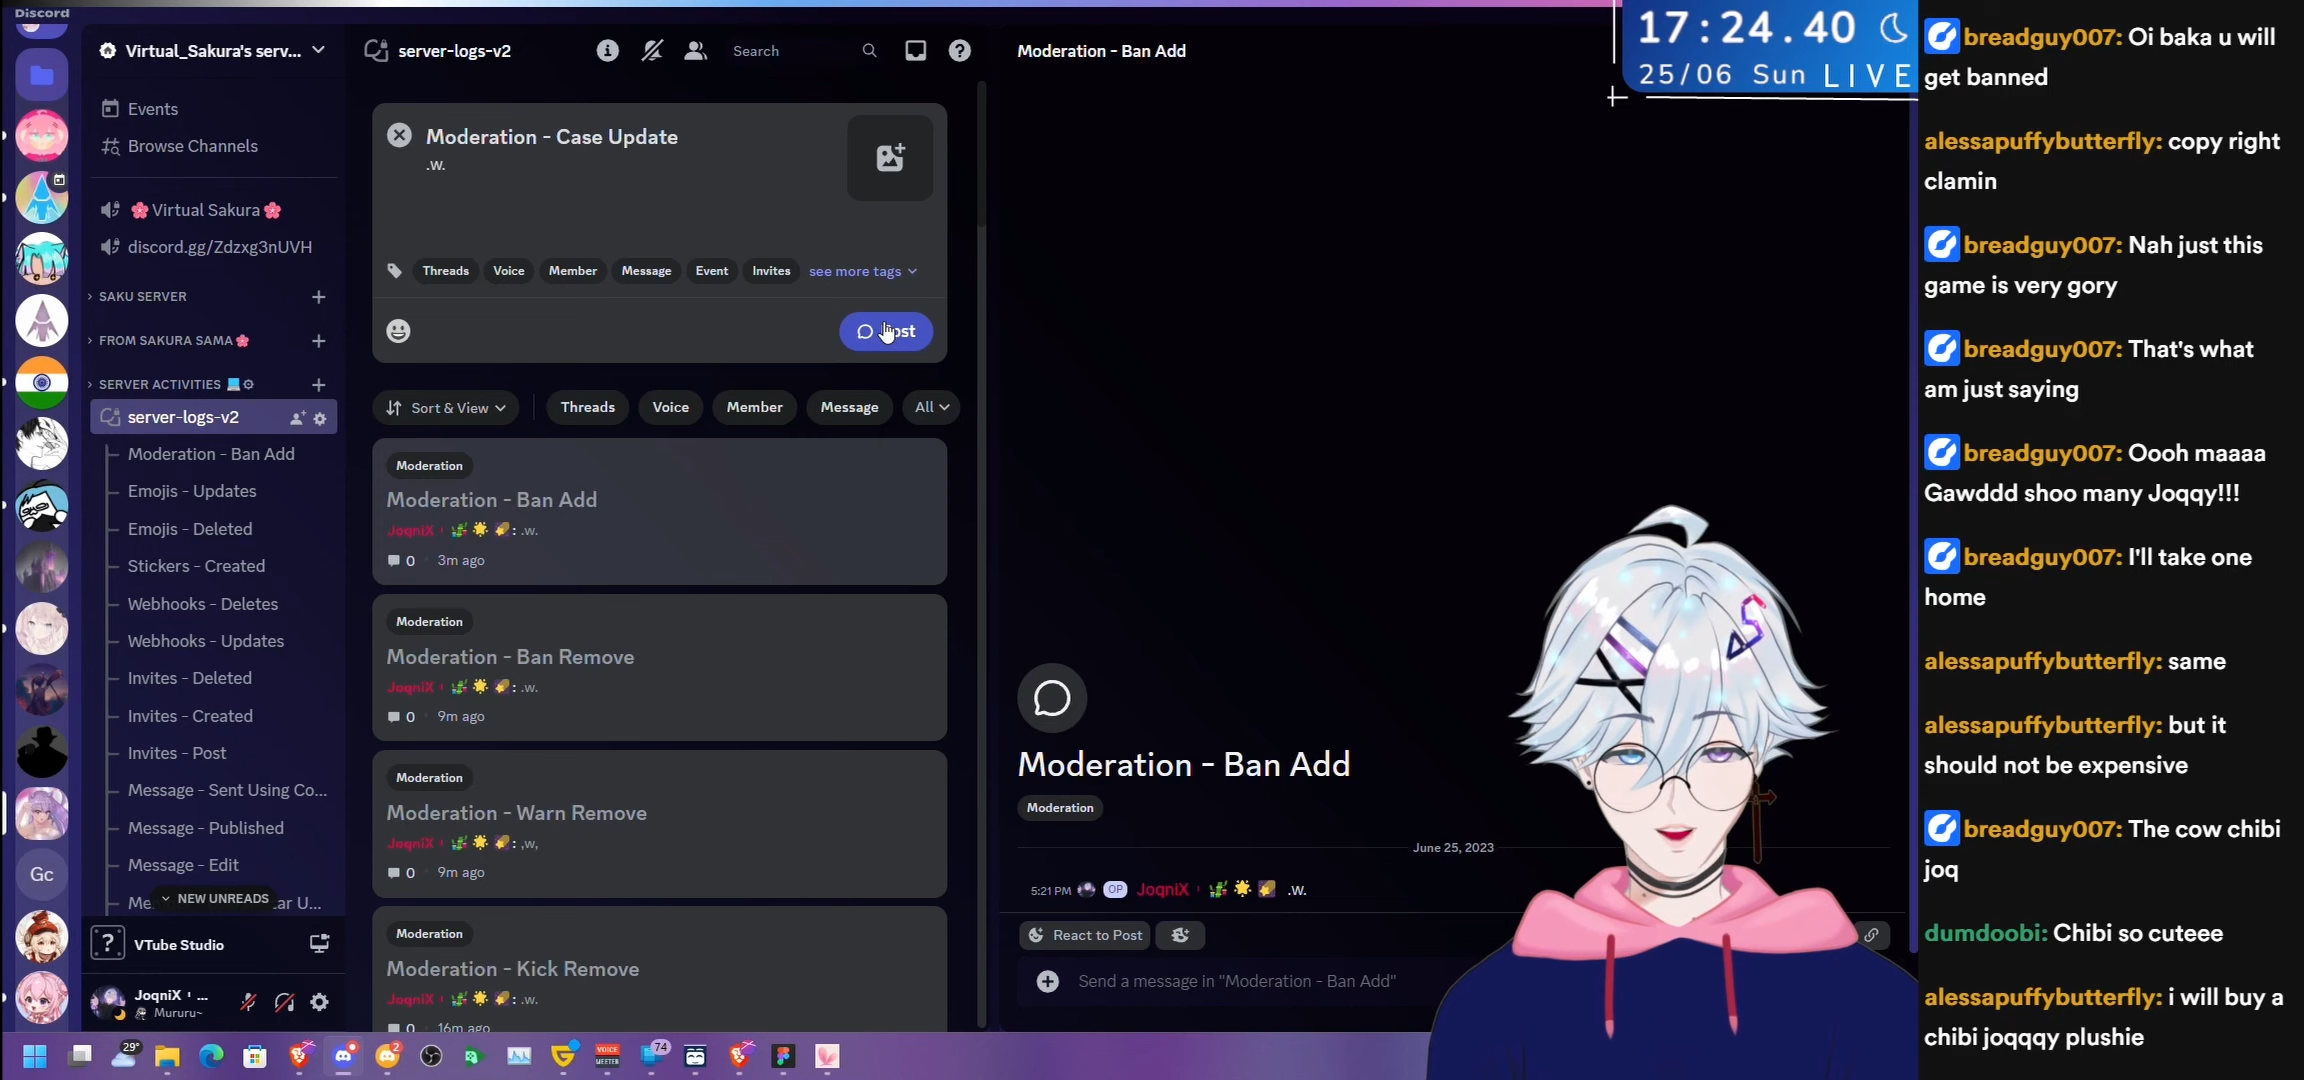 Discord
Virtual_Sakura's serv...
Events
Browse Channels
🌸Virtual Sakura🌸
discord.gg/Zdzxg3nUVH
SAKU SERVER
FROM SAKURA SAMA🌸
SERVER ACTIVITIES 💻⚙
server-logs-v2
Moderation - Ban Add
Emojis - Updates
Emojis - Deleted
Stickers - Created
Webhooks - Deletes
Webhooks - Updates
Invites - Deleted
Invites - Created
Invites - Post
Message - Sent Using Co...
Message - Published
Message - Edit
NEW UNREADS
Gc
VTube Studio
JoqniX ' ...
Mururu~
server-logs-v2
Search
Moderation - Case Update
.w.
Threads Voice Member Message Event Invites see more tags
Sort & View Threads Voice Member Message All
Moderation
Moderation - Ban Add
JoqniX ' : .w.
0 • 3m ago
Moderation
Moderation - Ban Remove
JoqniX ' : .w.
0 • 9m ago
Moderation
Moderation - Warn Remove
JoqniX ' : ,w,
0 • 9m ago
Moderation
Moderation - Kick Remove
JoqniX ' : .w.
0 16m ago
Moderation - Ban Add
Moderation - Ban Add
Moderation
June 25, 2023
5:21 PM OP JoqniX ' .w.
React to Post
Send a message in "Moderation - Ban Add"
17:24.40
25/06 Sun LIVE
breadguy007: Oi baka u will
get banned
alessapuffybutterfly: copy right
clamin
breadguy007: Nah just this
game is very gory
breadguy007: That's what
am just saying
breadguy007: Oooh maaaa
Gawddd shoo many Joqqy!!!
breadguy007: I'll take one
home
alessapuffybutterfly: same
alessapuffybutterfly: but it
should not be expensive
breadguy007: The cow chibi
joq
dumdoobi: Chibi so cuteee
alessapuffybutterfly: i will buy a
chibi joqqqy plushie
29°
2
VOICE
MEETER
74